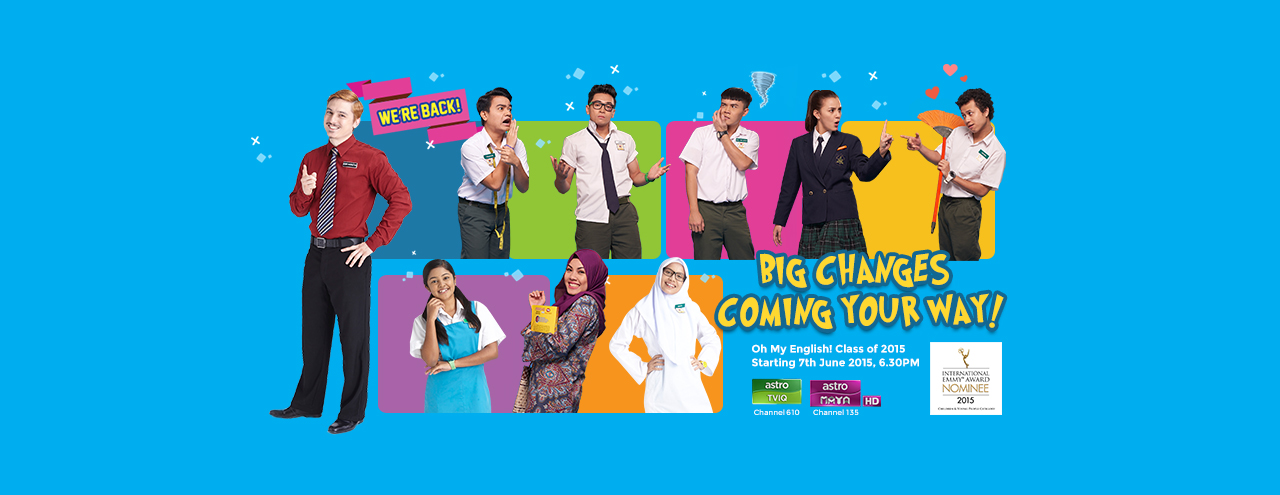 WE'RE BACK!
BIG CHANGES
COMING YOUR WAY!
Oh My English! Class of 2015
Starting 7th June 2015, 6.30PM
astro
TVIQ
Channel 610
astro
MAYA HD
Channel 135
INTERNATIONAL
EMMY® AWARD
NOMINEE
2015